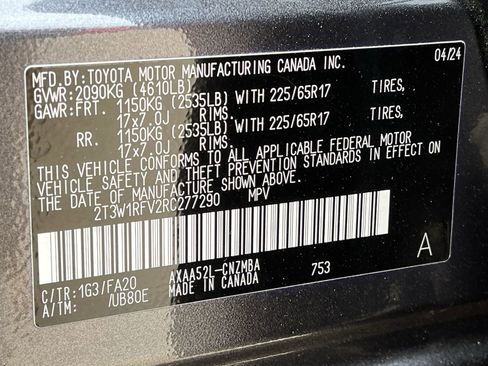 MFD.BY:TOYOTA MOTOR MANUFACTURING CANADA INC. 04/24
GVWR:2090KG (4610LB)
GAWR:FRT. 1150KG (2535LB) WITH 225/65R17 TIRES,
17x7.0J RIMS.
RR. 1150KG (2535LB) WITH 225/65R17 TIRES,
17x7.0J RIMS.
THIS VEHICLE CONFORMS TO ALL APPLICABLE FEDERAL MOTOR
VEHICLE SAFETY AND THEFT PREVENTION STANDARDS IN EFFECT ON
THE DATE OF MANUFACTURE SHOWN ABOVE.
2T3W1RFV2RC277290 MPV
A
C/TR:1G3/FA20 AXAA52L-CNZMBA 753
A/TM: /UB80E MADE IN CANADA